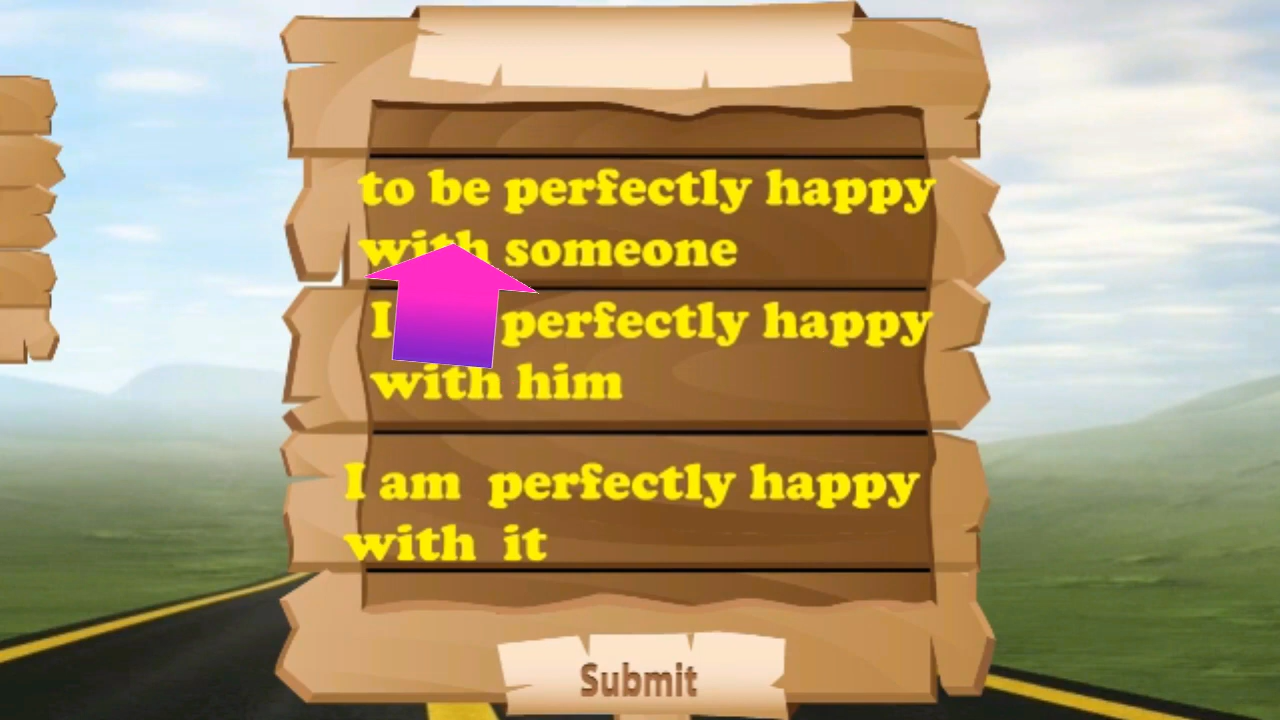 to be perfectly happy
with someone
I perfectly happy
with him
I am perfectly happy
with it
Submit